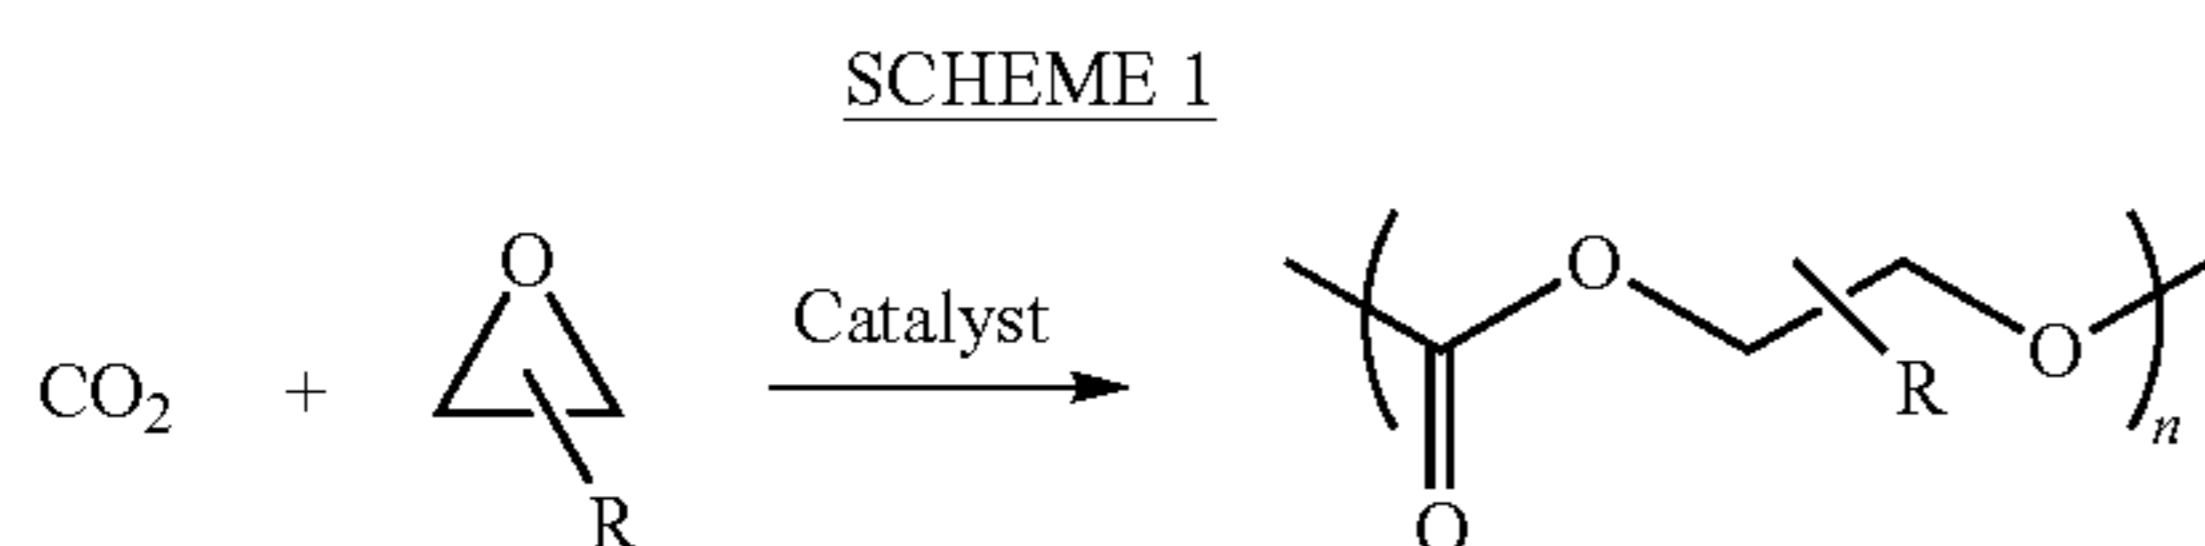 SCHEME 1
CO2 + O R Catalyst O O R O n